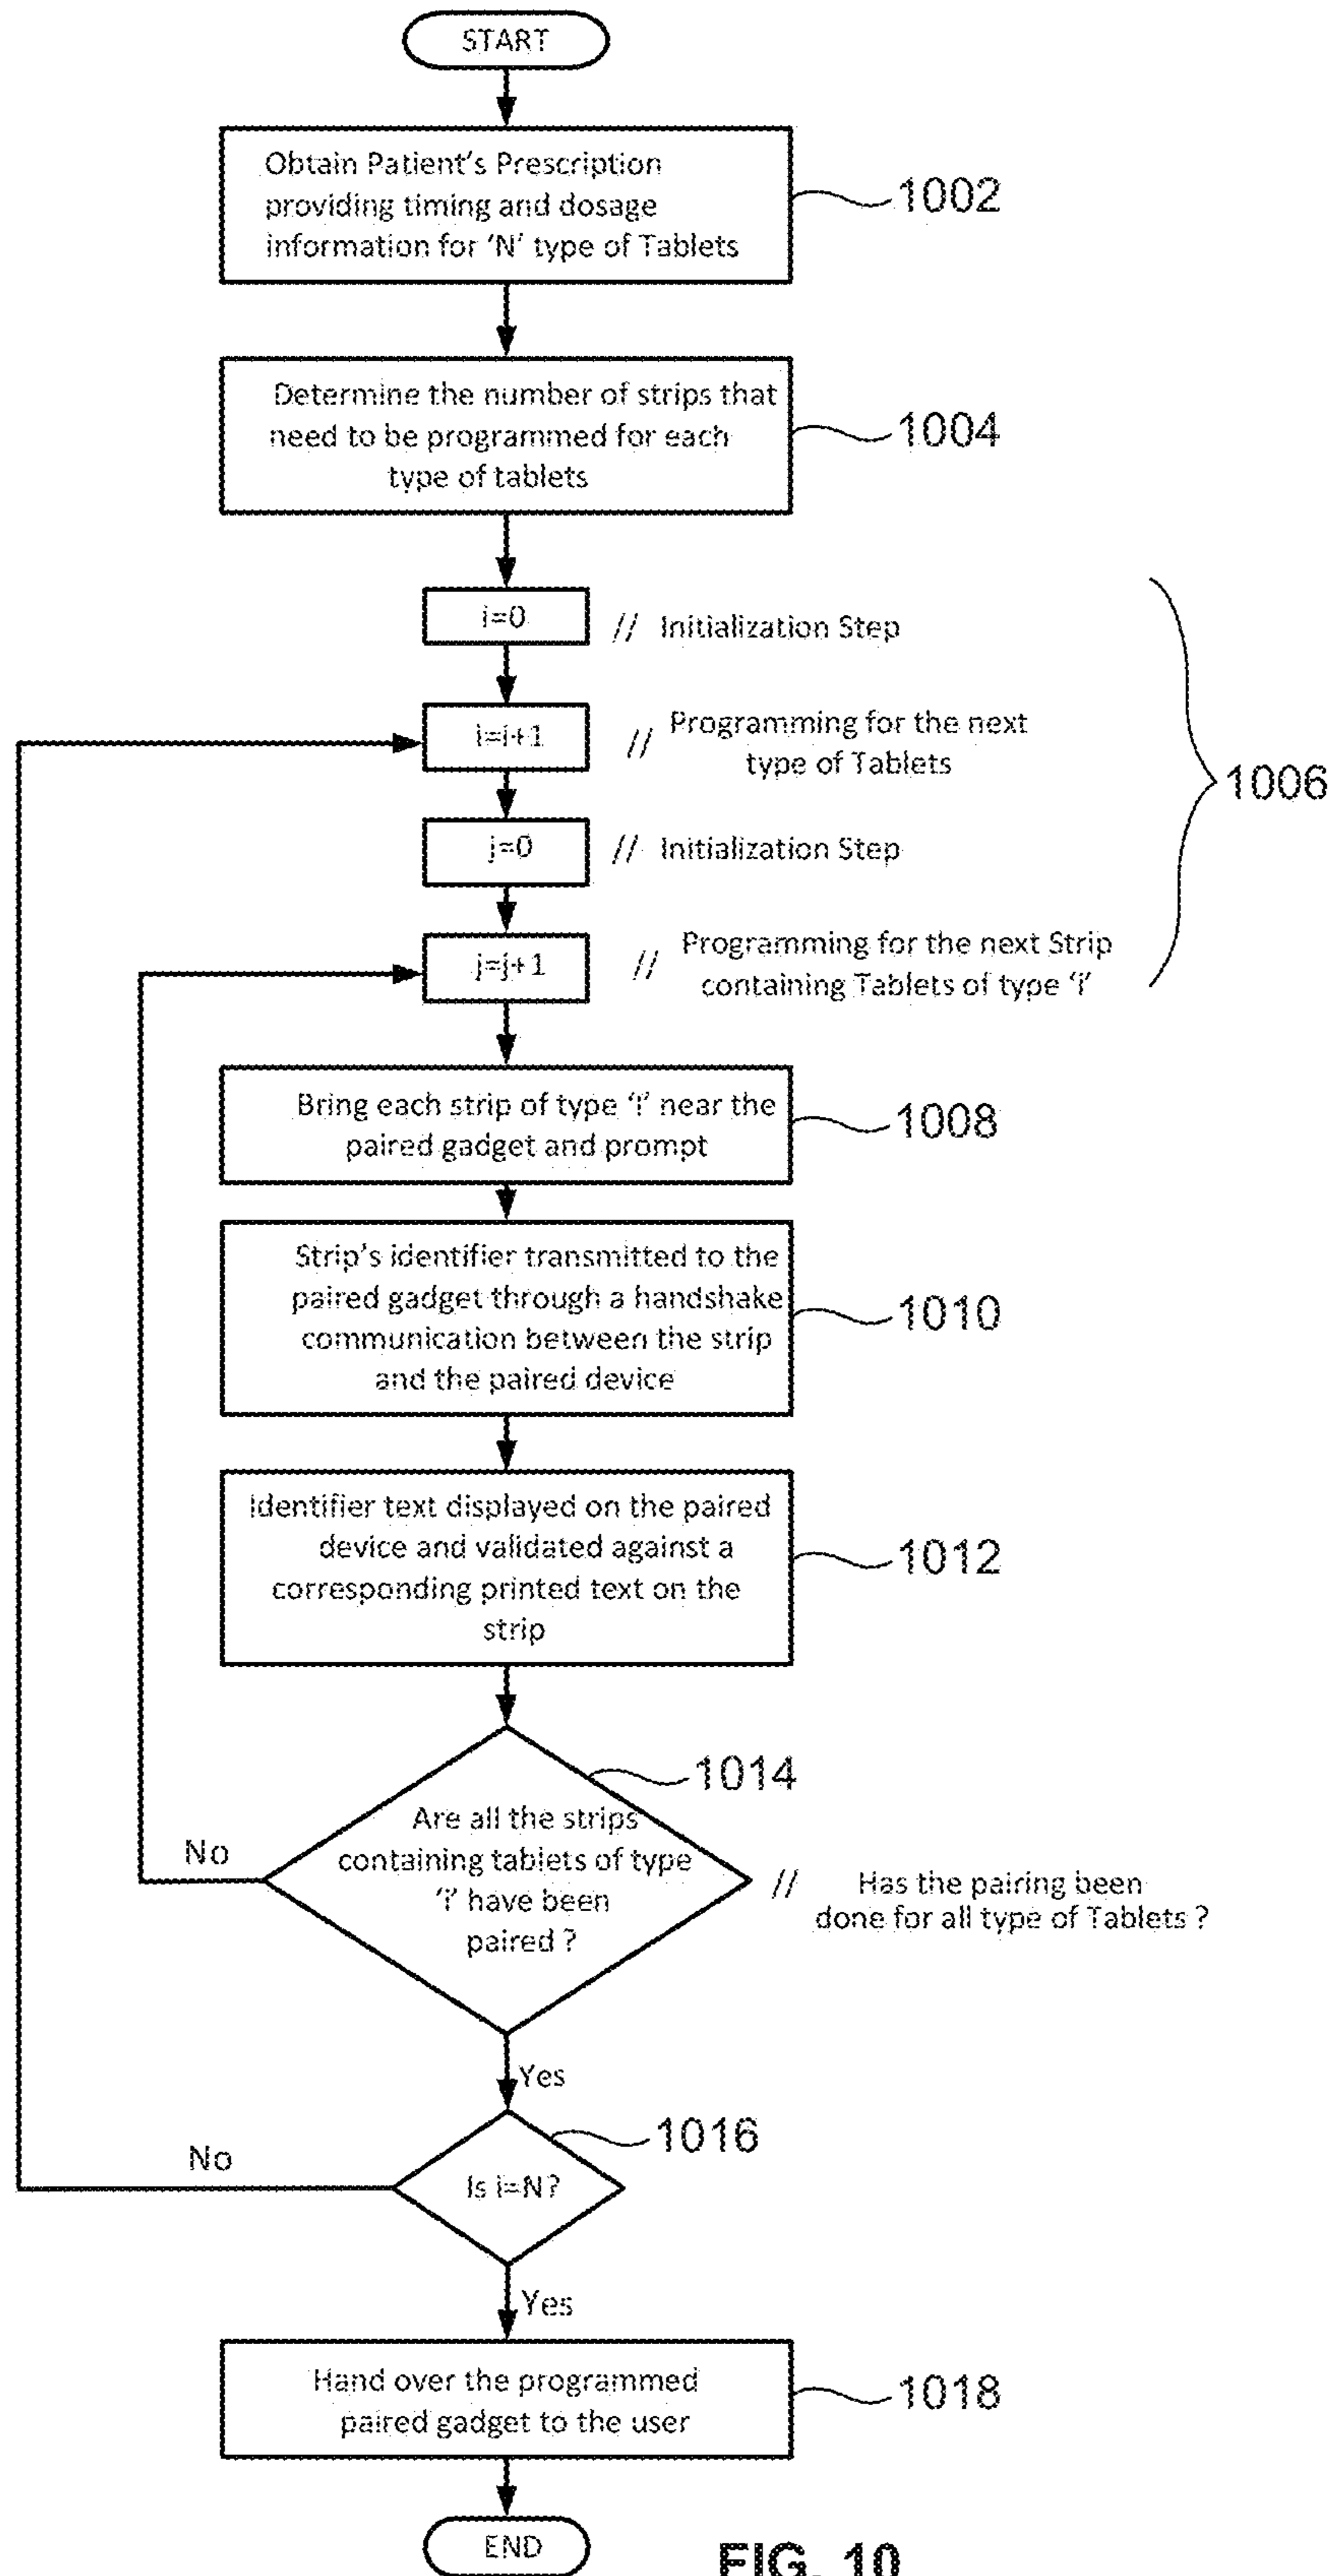 START
Obtain Patient's Prescription
providing timing and dosage
information for 'N' type of Tablets
1002
Determine the number of strips that
need to be programmed for each
type of tablets
1004
i=0
// Initialization Step
i=i+1
// Programming for the next
type of Tablets
j=0
// Initialization Step
1006
j=j+1
// Programming for the next Strip
containing Tablets of type 'i'
Bring each strip of type 'i' near the
paired gadget and prompt
1008
Strip's identifier transmitted to the
paired gadget through a handshake
communication between the strip
and the paired device
1010
Identifier text displayed on the paired
device and validated against a
corresponding printed text on the
strip
1012
1014
Are all the strips
containing tablets of type
'i' have been
paired ?
No
// Has the pairing been
done for all type of Tablets ?
Yes
1016
No
Is i=N?
Yes
Hand over the programmed
paired gadget to the user
1018
END
FIG. 10